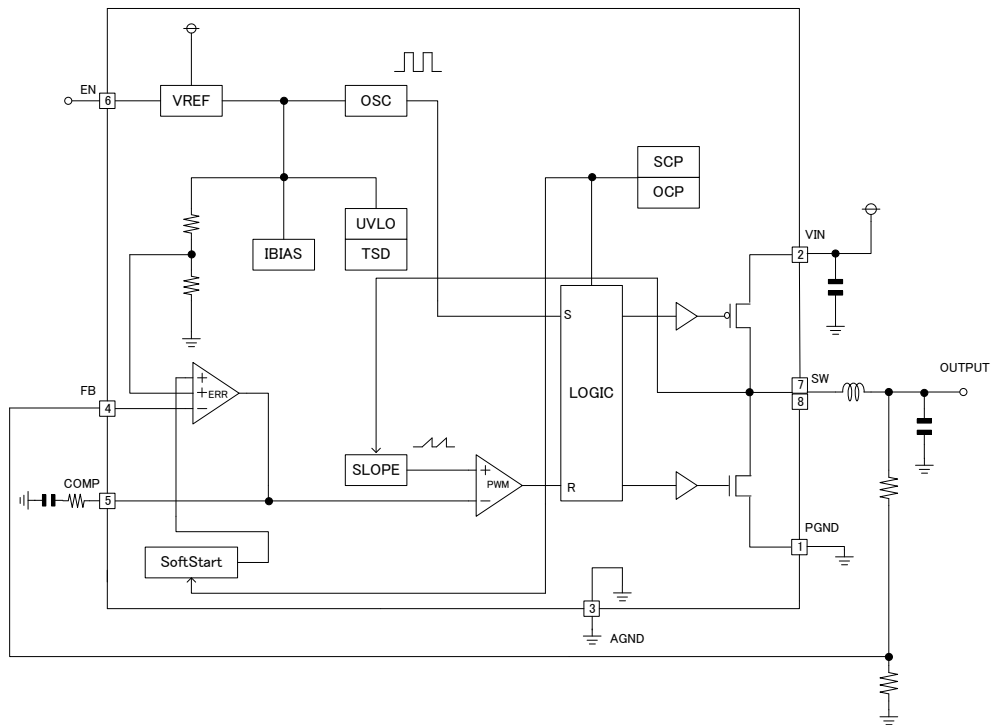 EN
6
VREF
OSC
SCP
OCP
UVLO
TSD
IBIAS
VIN
2
S
LOGIC
R
SW
7
8
OUTPUT
FB
4
+
+
−
ERR
SLOPE
+
−
PWM
COMP
5
SoftStart
PGND
1
3
AGND